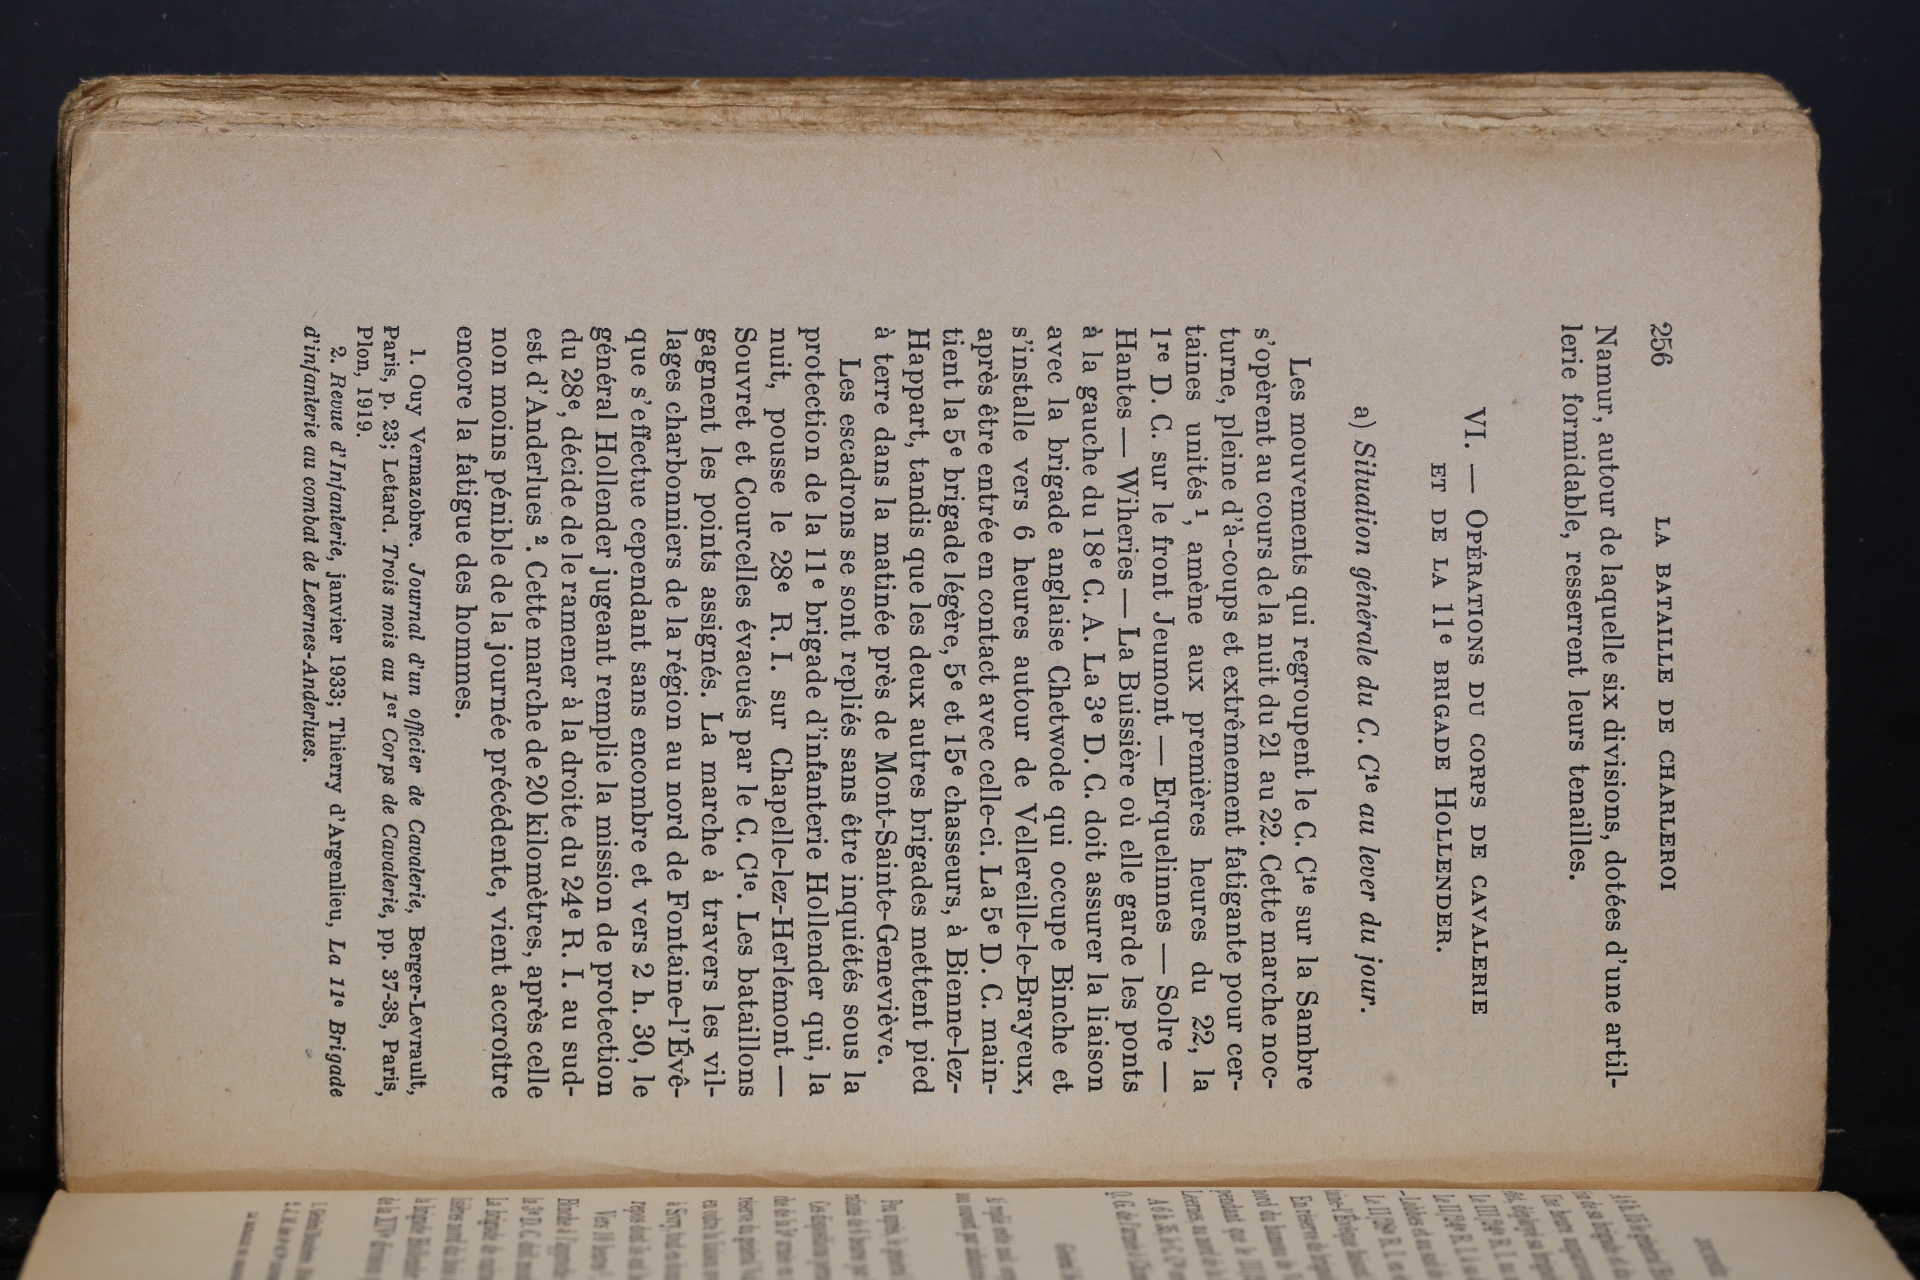 256
LA BATAILLE DE CHARLEROI
Namur, autour de laquelle six divisions, dotées d'une artil-
lerie formidable, resserrent leurs tenailles.
VI. — OPÉRATIONS DU CORPS DE CAVALERIE
ET DE LA 11e BRIGADE HOLLENDER.
a) Situation générale du C. Cie au lever du jour.
Les mouvements qui regroupent le C. Cie sur la Sambre
s'opèrent au cours de la nuit du 21 au 22. Cette marche noc-
turne, pleine d'à-coups et extrêmement fatigante pour cer-
taines unités 1, amène aux premières heures du 22, la
1re D. C. sur le front Jeumont — Erquelinnes — Solre —
Hantes — Wiheries — La Buissière où elle garde les ponts
à la gauche du 18e C. A. La 3e D. C. doit assurer la liaison
avec la brigade anglaise Chetwode qui occupe Binche et
s'installe vers 6 heures autour de Vellereille-le-Brayeux,
après être entrée en contact avec celle-ci. La 5e D. C. main-
tient la 5e brigade légère, 5e et 15e chasseurs, à Bienne-lez-
Happart, tandis que les deux autres brigades mettent pied
à terre dans la matinée près de Mont-Sainte-Geneviève.
Les escadrons se sont repliés sans être inquiétés sous la
protection de la 11e brigade d'infanterie Hollender qui, la
nuit, pousse le 28e R. I. sur Chapelle-lez-Herlémont —
Souvret et Courcelles évacués par le C. Cie. Les bataillons
gagnent les points assignés. La marche à travers les vil-
lages charbonniers de la région au nord de Fontaine-l'Évê-
que s'effectue cependant sans encombre et vers 2 h. 30, le
général Hollender jugeant remplie la mission de protection
du 28e, décide de le ramener à la droite du 24e R. I. au sud-
est d'Anderlues 2. Cette marche de 20 kilomètres, après celle
non moins pénible de la journée précédente, vient accroître
encore la fatigue des hommes.
1. Ouy Vernazobre. Journal d'un officier de Cavalerie, Berger-Levrault,
Paris, p. 23; Letard. Trois mois au 1er Corps de Cavalerie, pp. 37-38, Paris,
Plon, 1919.
2. Revue d'Infanterie, janvier 1933; Thierry d'Argenlieu, La 11e Brigade
d'infanterie au combat de Leernes-Anderlues.